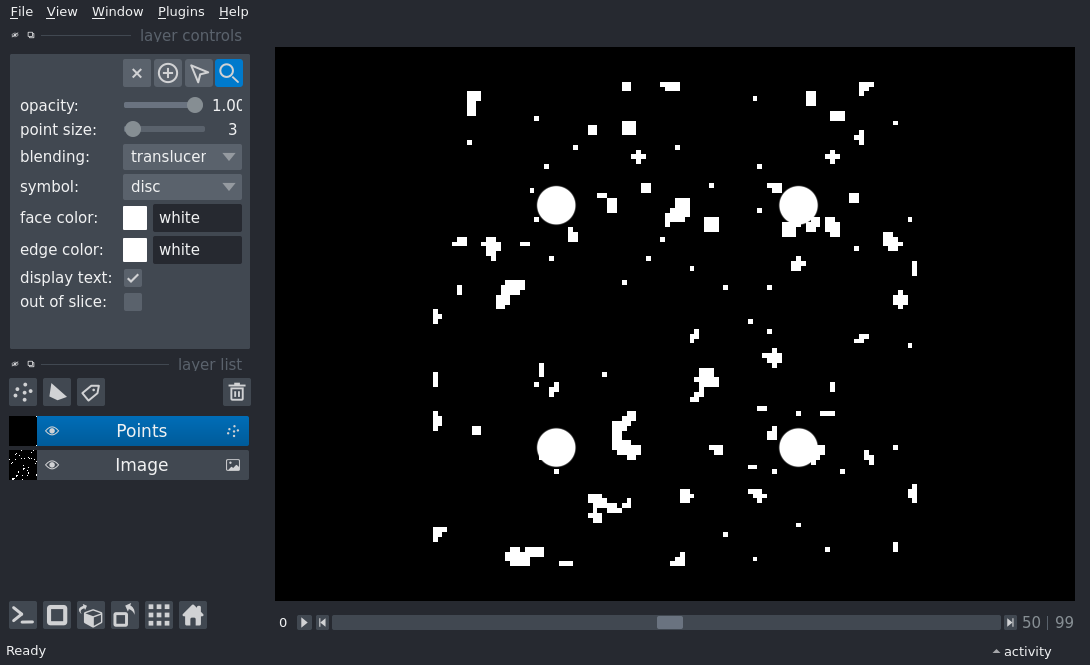 File View Window Plugins Help
layer controls
opacity: 1.00
point size: 3
blending: translucer
symbol: disc
face color: white
edge color: white
display text:
out of slice:
layer list
Points
Image
0 50 | 99
Ready activity